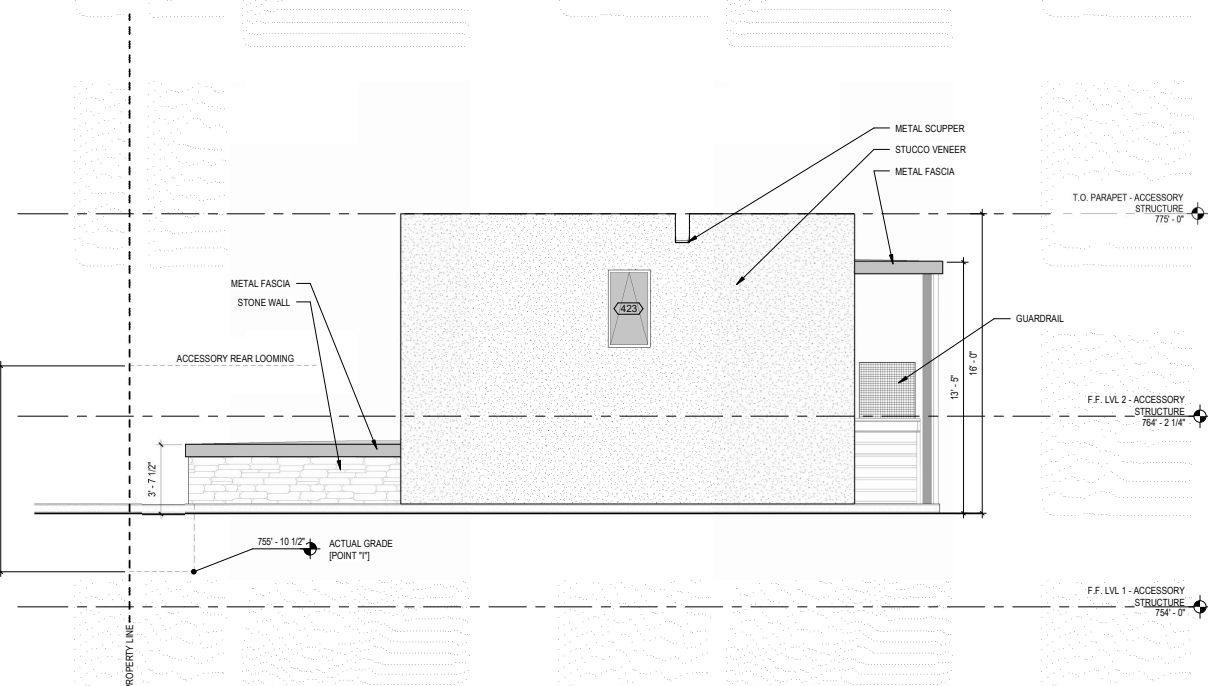 METAL SCUPPER
STUCCO VENEER
METAL FASCIA
T.O. PARAPET - ACCESSORY
STRUCTURE
775' - 0"
METAL FASCIA
STONE WALL
423
GUARDRAIL
ACCESSORY REAR LOOMING
13' - 5"
16' - 0"
F.F. LVL 2 - ACCESSORY
STRUCTURE
764' - 2 1/4"
3' - 7 1/2"
755' - 10 1/2"
ACTUAL GRADE
[POINT "I"]
F.F. LVL 1 - ACCESSORY
STRUCTURE
754' - 0"
PROPERTY LINE